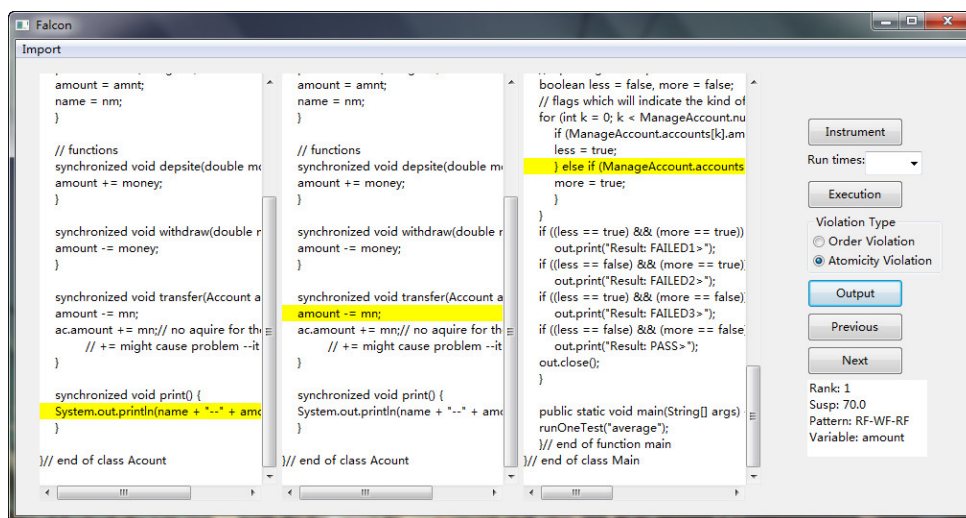 Falcon
Import
amount = amnt;
name = nm;
}
// functions
synchronized void depsite(double m
amount += money;
}
synchronized void withdraw(double r
amount -= money;
}
synchronized void transfer(Account a
amount -= mn;
ac.amount += mn;// no aquire for the
// += might cause problem --it
}
synchronized void print() {
System.out.println(name + "--" + amo
}
}// end of class Acount
amount = amnt;
name = nm;
}
// functions
synchronized void depsite(double m
amount += money;
}
synchronized void withdraw(double r
amount -= money;
}
synchronized void transfer(Account a
amount -= mn;
ac.amount += mn;// no aquire for the
// += might cause problem --it
}
synchronized void print() {
System.out.println(name + "--" + amo
}
}// end of class Acount
boolean less = false, more = false;
// flags which will indicate the kind of
for (int k = 0; k < ManageAccount.nu
if (ManageAccount.accounts[k].am
less = true;
} else if (ManageAccount.accounts
more = true;
}
}
if ((less == true) && (more == true))
out.print("Result: FAILED1>");
if ((less == false) && (more == true)
out.print("Result: FAILED2>");
if ((less == true) && (more == false)
out.print("Result: FAILED3>");
if ((less == false) && (more == false
out.print("Result: PASS>");
out.close();
}
public static void main(String[] args)
runOneTest("average");
}// end of function main
}// end of class Main
Instrument
Run times:
Execution
Violation Type
Order Violation
Atomicity Violation
Output
Previous
Next
Rank: 1
Susp: 70.0
Pattern: RF-WF-RF
Variable: amount